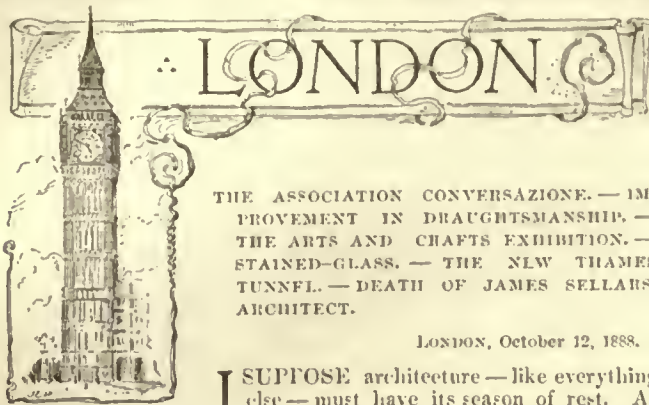 LONDON
THE ASSOCIATION CONVERSAZIONE. — IM
PROVEMENT IN DRAUGHTSMANSHIP. —
THE ARTS AND CRAFTS EXHIBITION. —
STAINED-GLASS. — THE NEW THAMES
TUNNEL. — DEATH OF JAMES SELLARS
ARCHITECT.
LONDON, October 12, 1888.
I SUPPOSE architecture — like everything
else — must have its season of rest. A